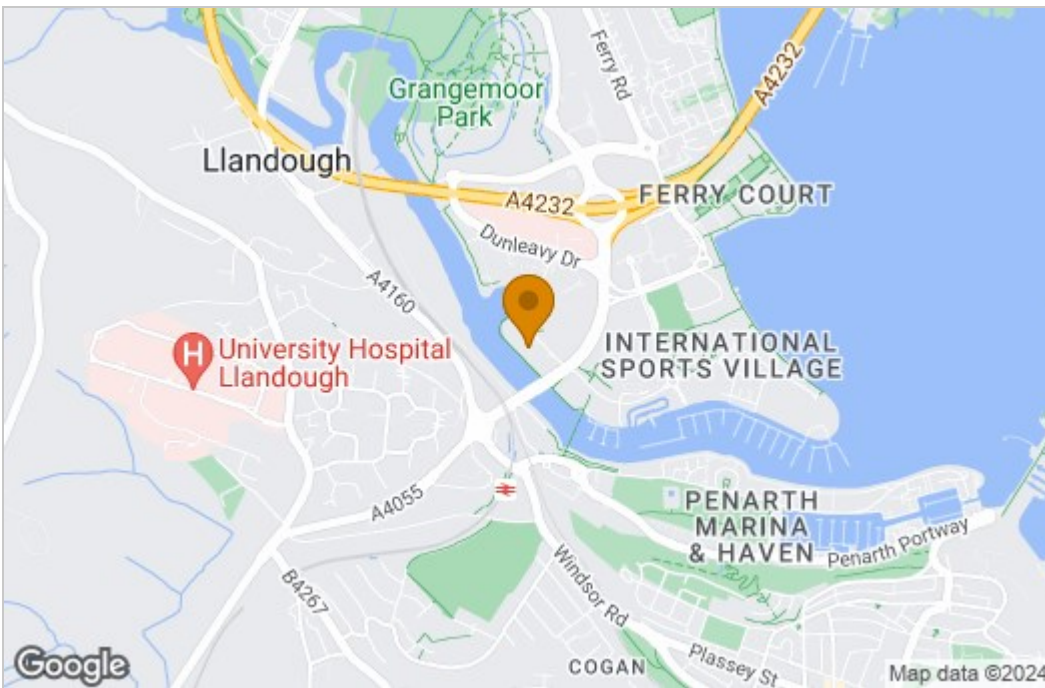 Ferry Rd
A4232
Grangemoor
Park
Llandough
A4232
FERRY COURT
Dunleavy Dr
A4160
H
University Hospital
Llandough
INTERNATIONAL
SPORTS VILLAGE
A4055
PENARTH
MARINA
& HAVEN
Penarth Portway
B4267
Windsor Rd
COGAN
Plassey St
Google
Map data ©2024